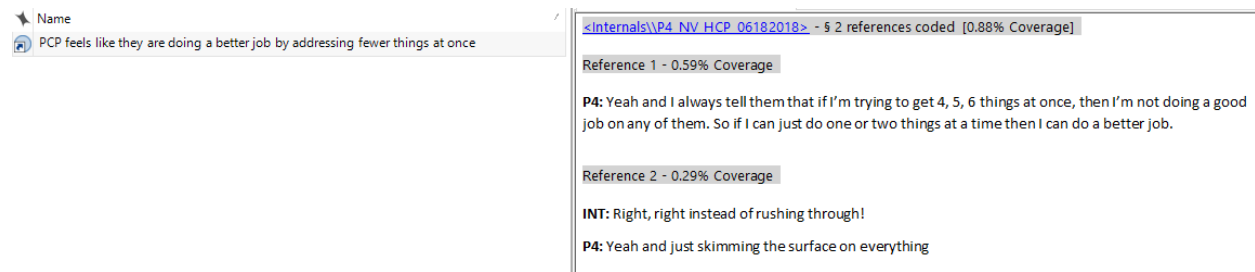 Name
PCP feels like they are doing a better job by addressing fewer things at once
<Internals\\P4_NV_HCP_06182018> - § 2 references coded [0.88% Coverage]
Reference 1 - 0.59% Coverage
P4: Yeah and I always tell them that if I’m trying to get 4, 5, 6 things at once, then I’m not doing a good
job on any of them. So if I can just do one or two things at a time then I can do a better job.
Reference 2 - 0.29% Coverage
INT: Right, right instead of rushing through!
P4: Yeah and just skimming the surface on everything